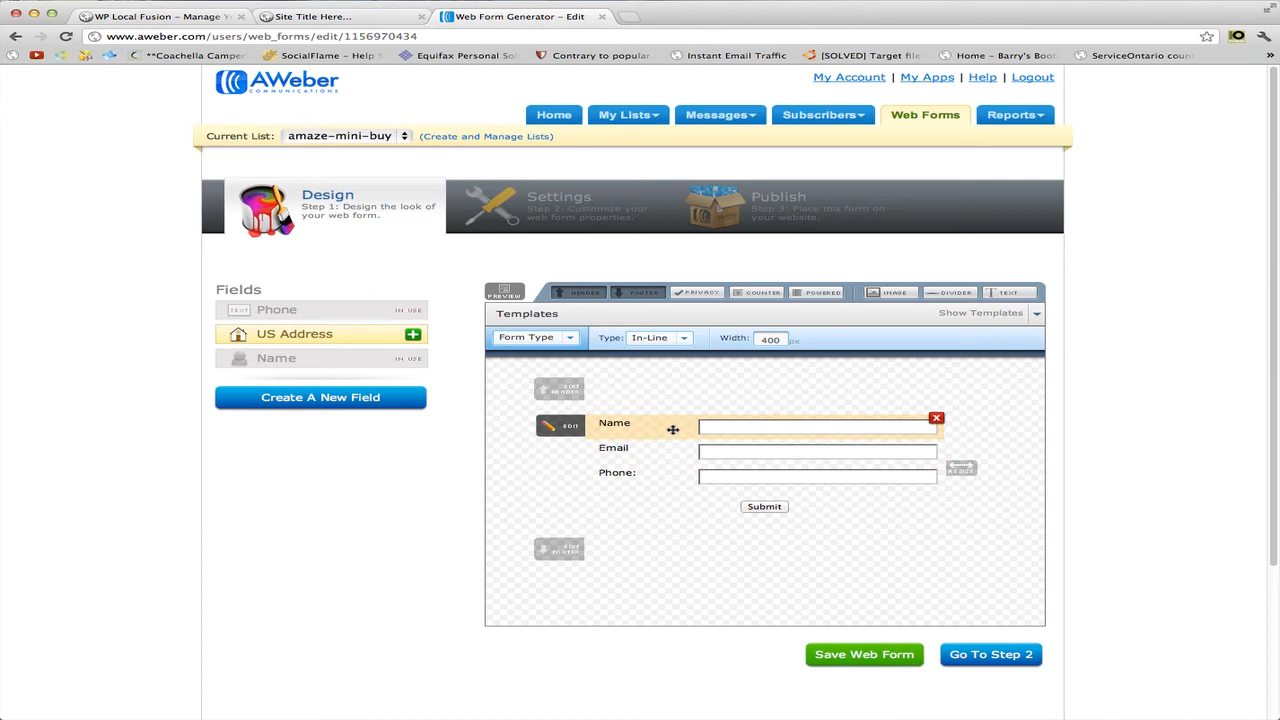 WP Local Fusion - Manage Yo
Site Title Here...
Web Form Generator - Edit
www.aweber.com/users/web_forms/edit/1156970434
**Coachella Camper
SocialFlame - Help
Equifax Personal Sol
Contrary to popular
Instant Email Traffic
[SOLVED] Target file
Home - Barry's Boot
ServiceOntario coun
»
AWeber
COMMUNICATIONS
My Account | My Apps | Help | Logout
Home
My Lists
Messages
Subscribers
Web Forms
Reports
Current List: amaze-mini-buy (Create and Manage Lists)
Design
Step 1: Design the look of
your web form.
Settings
Step 2: Customize your
web form properties.
Publish
Step 3: Place this form on
your website.
Fields
TEXT Phone IN USE
US Address
Name IN USE
Create A New Field
PREVIEW
HEADER
FOOTER
PRIVACY
COUNTER
POWERED
IMAGE
DIVIDER
TEXT
Templates
Show Templates
Form Type
Type: In-Line
Width: 400 px
EDIT
HEADER
EDIT
Name
Email
Phone:
RESIZE
Submit
EDIT
FOOTER
Save Web Form
Go To Step 2